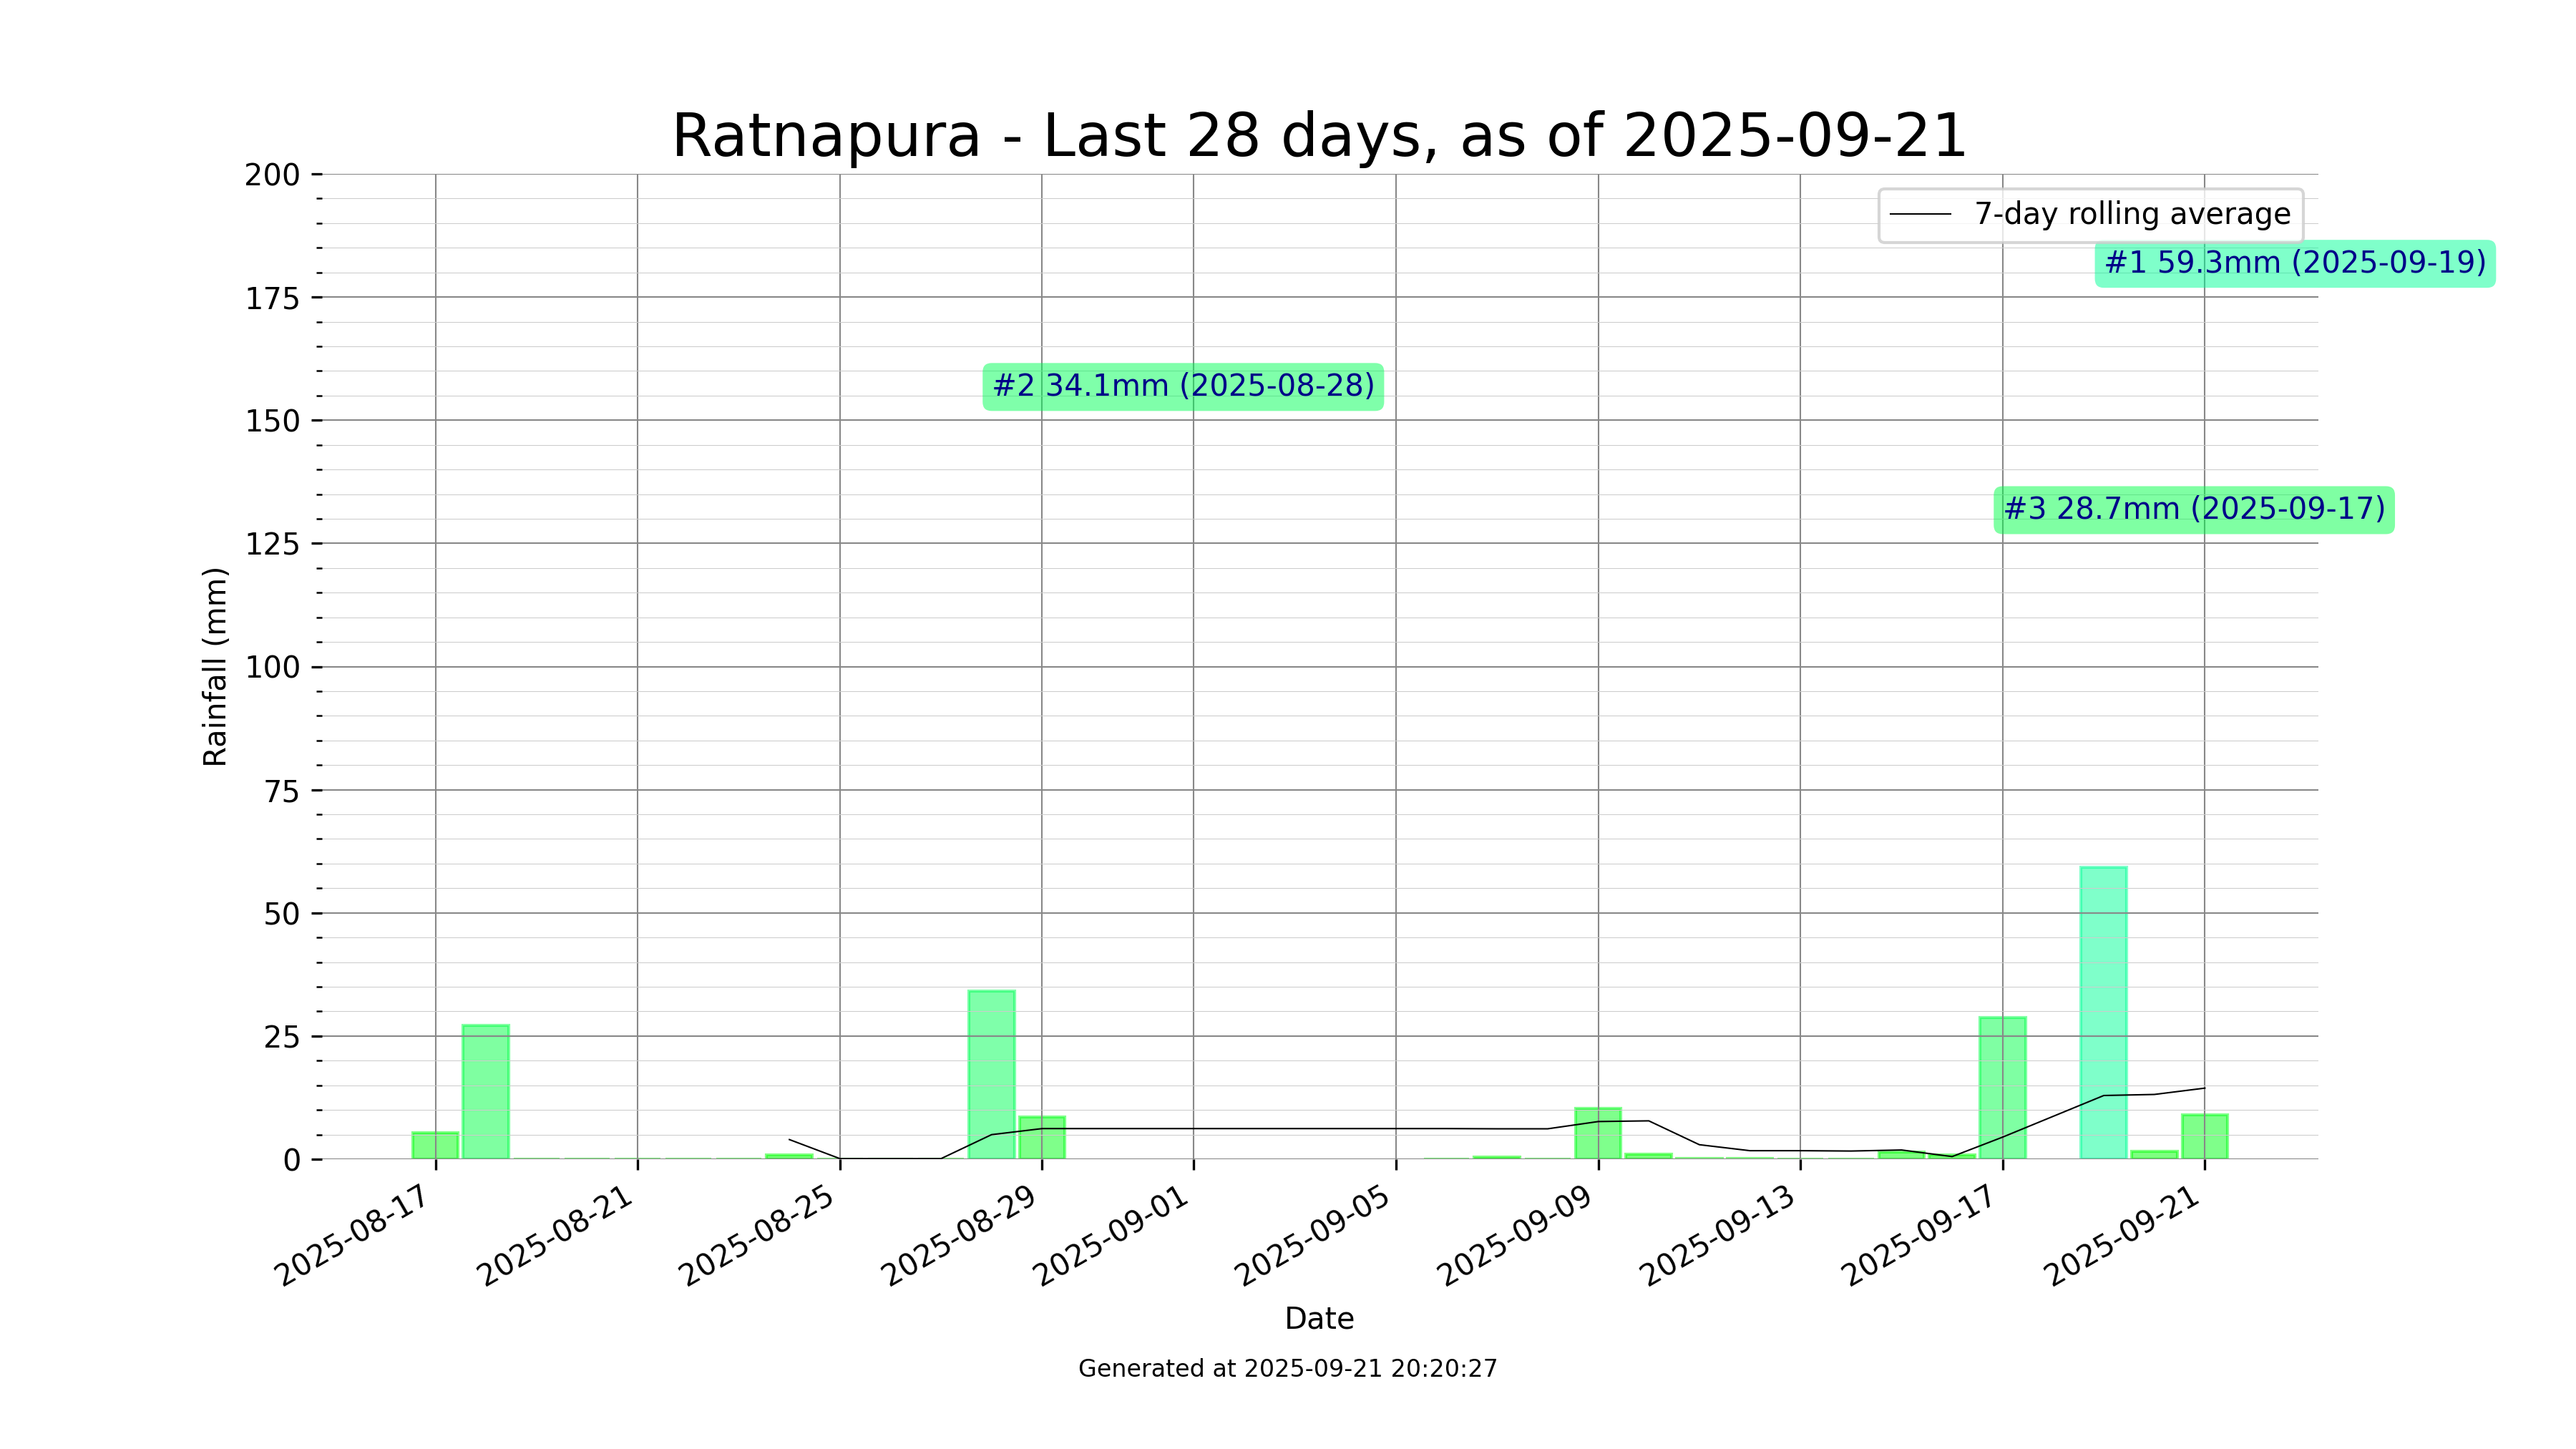 Ratnapura - Last 28 days, as of 2025-09-21
7-day rolling average
#1 59.3mm (2025-09-19)
#2 34.1mm (2025-08-28)
#3 28.7mm (2025-09-17)
Rainfall (mm)
200
175
150
125
100
75
50
25
0
2025-08-17
2025-08-21
2025-08-25
2025-08-29
2025-09-01
2025-09-05
2025-09-09
2025-09-13
2025-09-17
2025-09-21
Date
Generated at 2025-09-21 20:20:27